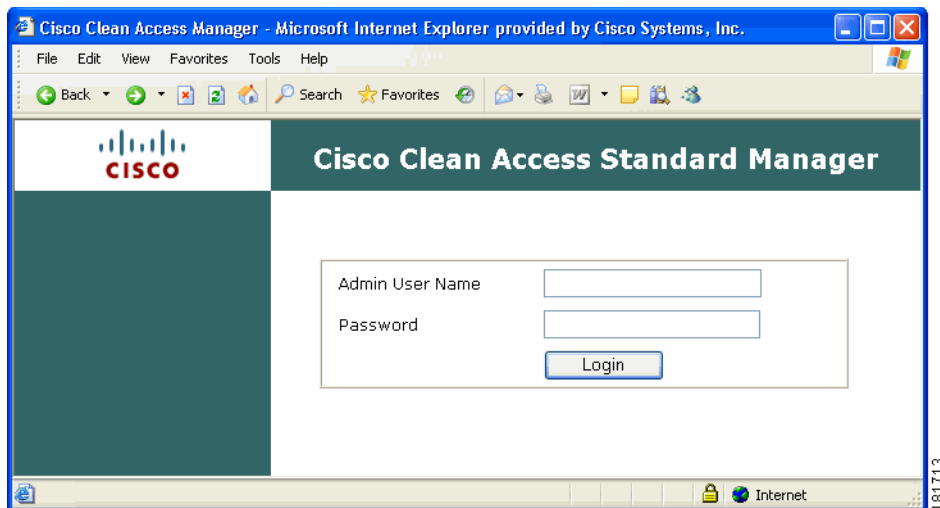 Cisco Clean Access Manager - Microsoft Internet Explorer provided by Cisco Systems, Inc.
File Edit View Favorites Tools Help
Back Search Favorites W
CISCO
Cisco Clean Access Standard Manager
Admin User Name
Password
Login
Internet
181713